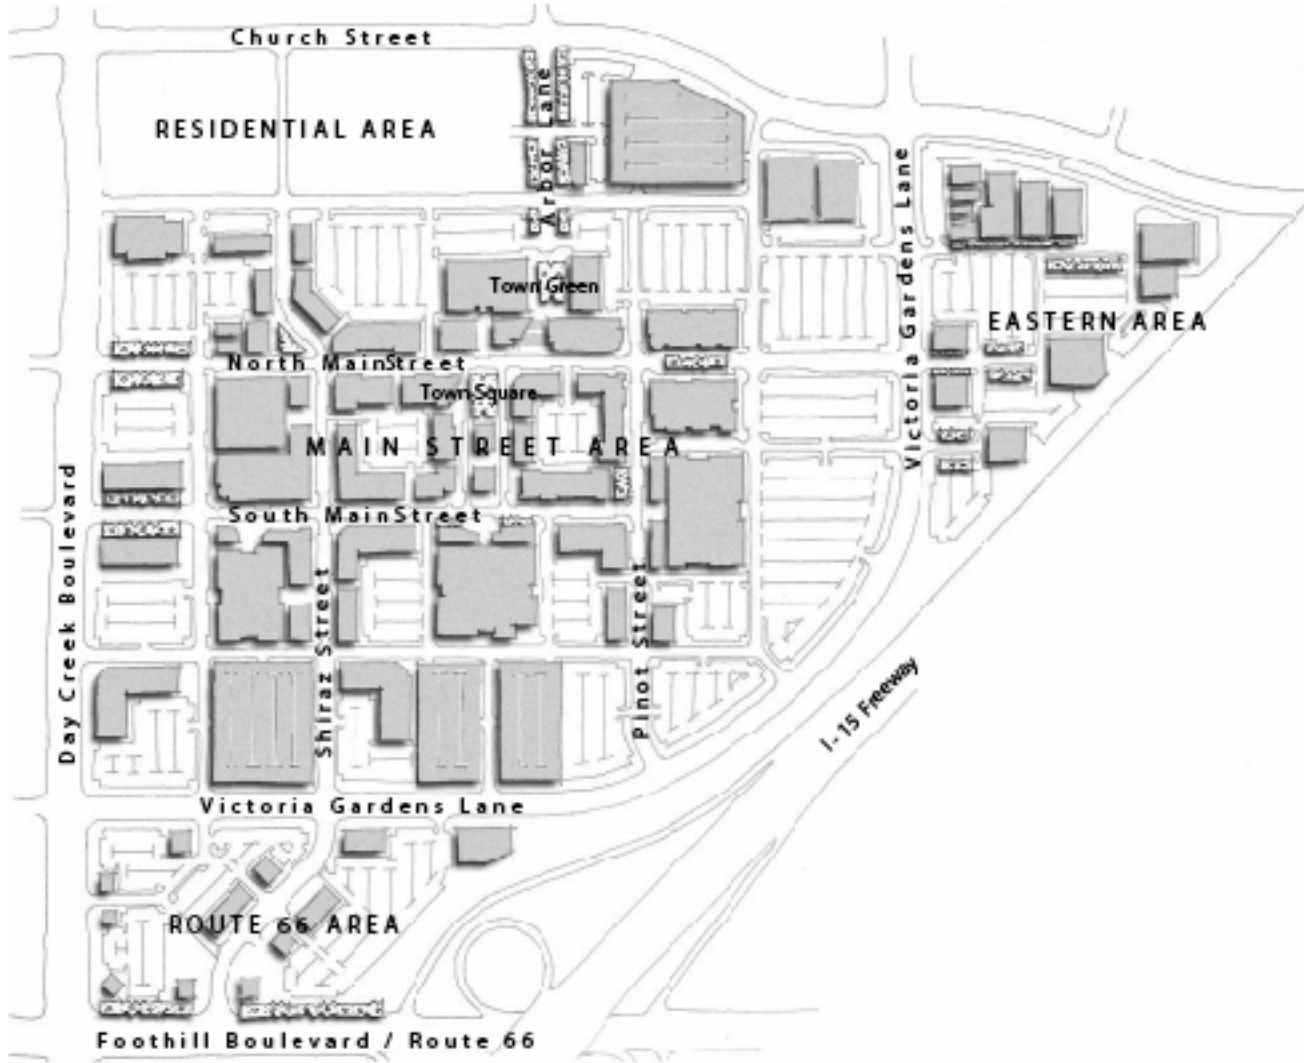 Church Street
RESIDENTIAL AREA
Arbor Lane
Town Green
Victoria Gardens Lane
EASTERN AREA
North MainStreet
Town Square
MAIN STREET AREA
South MainStreet
Day Creek Boulevard
Shiraz Street
Pinot Street
I-15 Freeway
Victoria Gardens Lane
ROUTE 66 AREA
Foothill Boulevard / Route 66